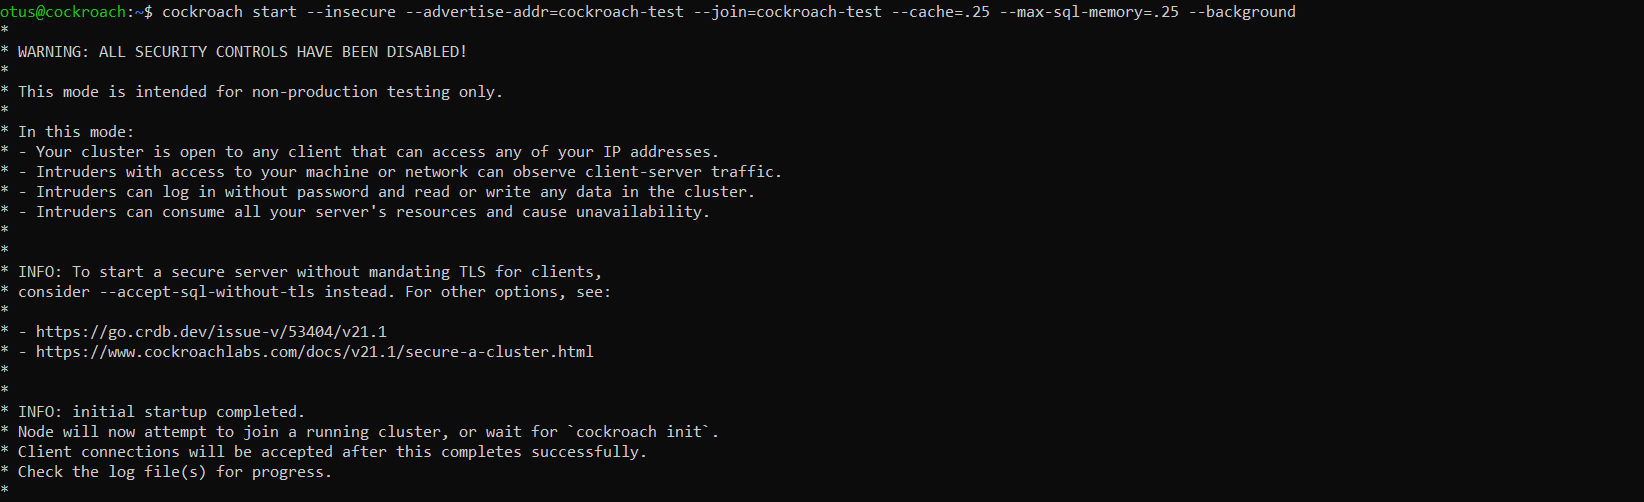 otus@cockroach:~$ cockroach start --insecure --advertise-addr=cockroach-test --join=cockroach-test --cache=.25 --max-sql-memory=.25 --background
*
* WARNING: ALL SECURITY CONTROLS HAVE BEEN DISABLED!
*
* This mode is intended for non-production testing only.
*
* In this mode:
* - Your cluster is open to any client that can access any of your IP addresses.
* - Intruders with access to your machine or network can observe client-server traffic.
* - Intruders can log in without password and read or write any data in the cluster.
* - Intruders can consume all your server's resources and cause unavailability.
*
*
* INFO: To start a secure server without mandating TLS for clients,
* consider --accept-sql-without-tls instead. For other options, see:
*
* - https://go.crdb.dev/issue-v/53404/v21.1
* - https://www.cockroachlabs.com/docs/v21.1/secure-a-cluster.html
*
*
* INFO: initial startup completed.
* Node will now attempt to join a running cluster, or wait for `cockroach init`.
* Client connections will be accepted after this completes successfully.
* Check the log file(s) for progress.
*